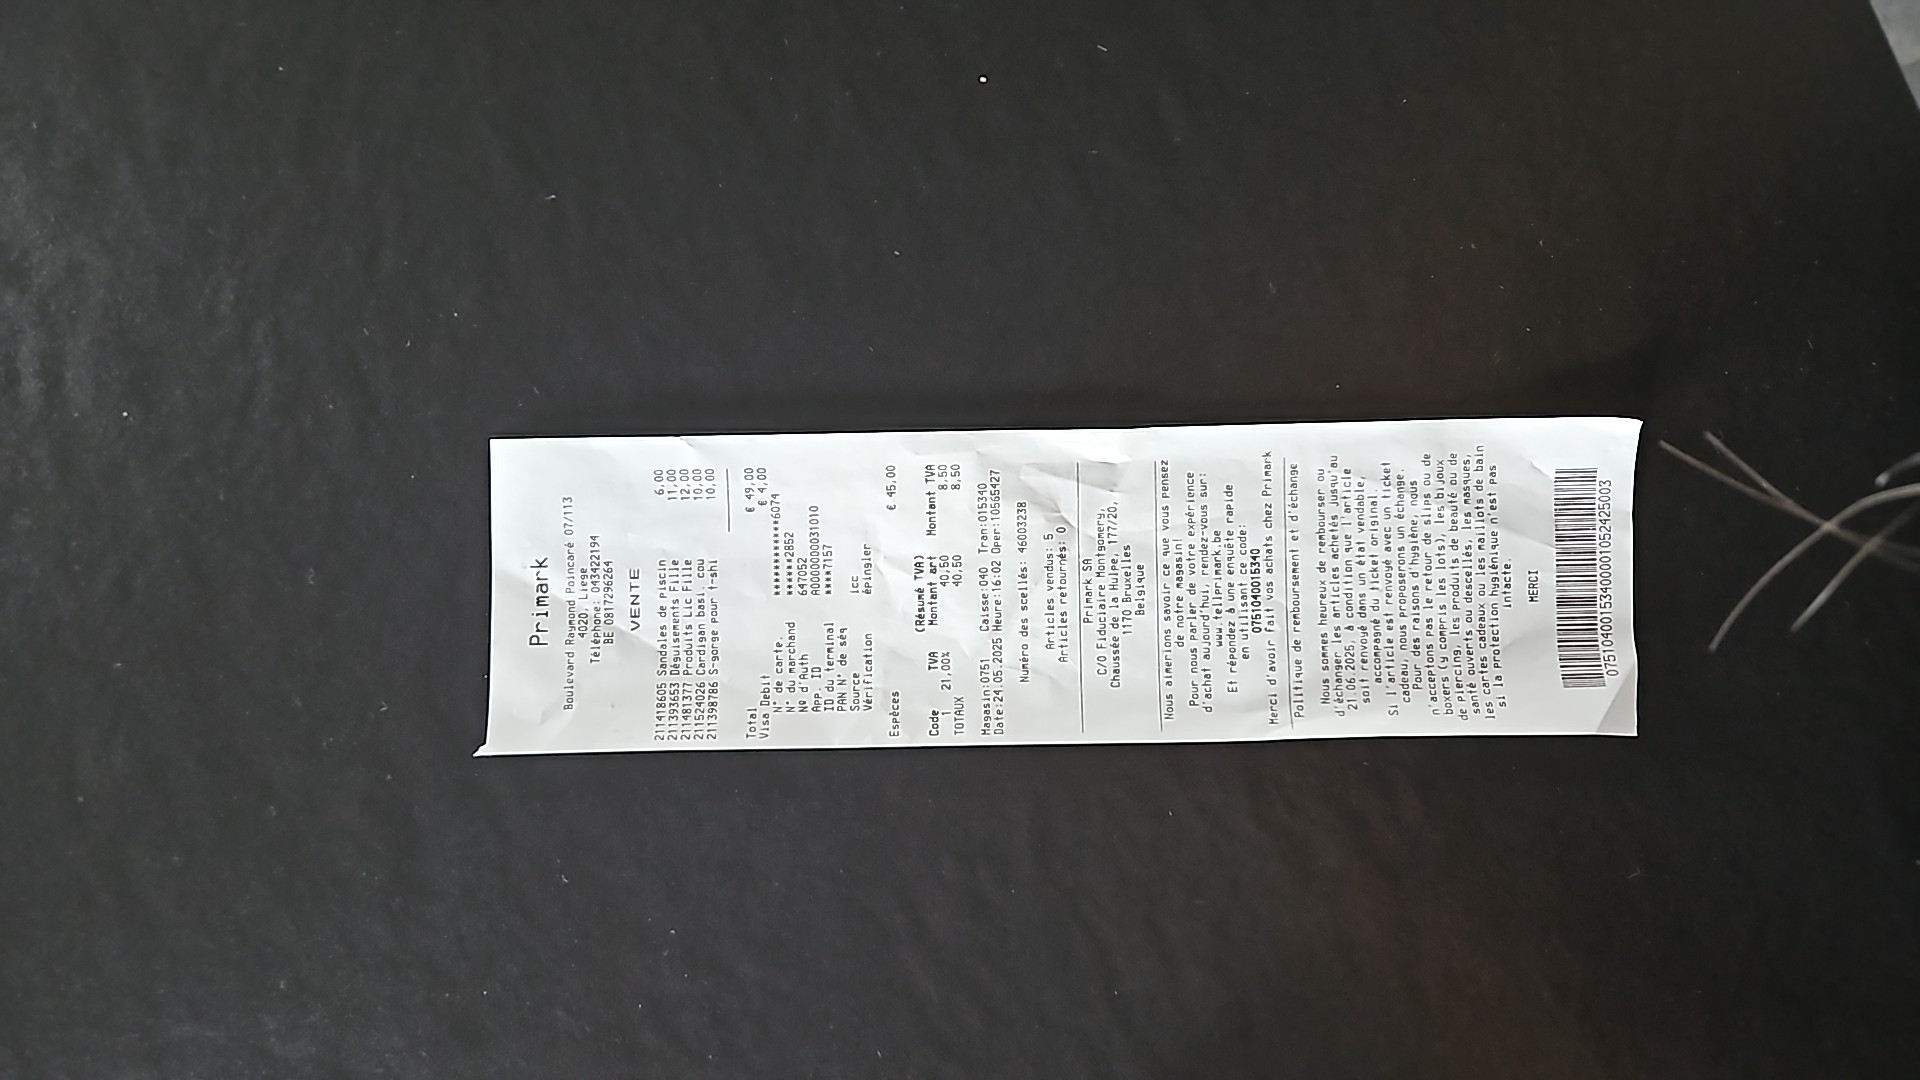 Primark
Boulevard Raymond Poincaré 07/113
4020, Liege
Téléphone: 043422194
BE 0817296264
VENTE
211418605 Sandales de Piscin 6,00
211393653 Déguisements Fille 11,00
211481377 Produits Lic Fille 12,00
211524026 Cardigan basi. cou 10,00
211398786 S-gorge pour T-shi 10,00
Total € 49,00
Visa Debit € 4,00
N° de carte. ************6074
N° du marchand ******2852
Nº d'Auth 647052
App. ID A0000000031010
ID du terminal ****7157
PAN N° de séq
Source icc
Vérification épingler
Espèces € 45,00
(Résumé TVA)
Code TVA Montant art Montant TVA
1 21,00% 40,50 8,50
TOTAUX 40,50 8,50
Magasin:0751 Caisse:040 Tran:015340
Date:24.05.2025 Heure:16:02 Oper:10565427
Numéro des scellés: 46003238
Articles vendus: 5
Articles retournés: 0
Primark SA
C/O Fiduciaire Montgomery,
Chaussée de la Hulpe, 177/20,
1170 Bruxelles
Belgique
Nous aimerions savoir ce que vous pensez
de notre magasin!
Pour nous parler de votre expérience
d'achat aujourd'hui, rendez-vous sur:
www.tellprimark.be
Et répondez à une enquête rapide
en utilisant ce code:
0751040015340
Merci d'avoir fait vos achats chez Primark
Politique de remboursement et d'échange
Nous sommes heureux de rembourser ou
d'échanger les articles achetés jusqu'au
21.06.2025, à condition que l'article
soit renvoyé dans un état vendable,
accompagné du ticket original.
Si l'article est renvoyé avec un ticket
cadeau, nous proposerons un échange.
Pour des raisons d'hygiène, nous
n'acceptons pas le retour de slips ou de
boxers (y compris les lots), les bijoux
de piercing, les produits de beauté ou de
santé ouverts ou descellés, les masques,
les cartes cadeaux ou les maillots de bain
si la protection hygiénique n'est pas
intacte.
MERCI
0751040015340000105242​5003